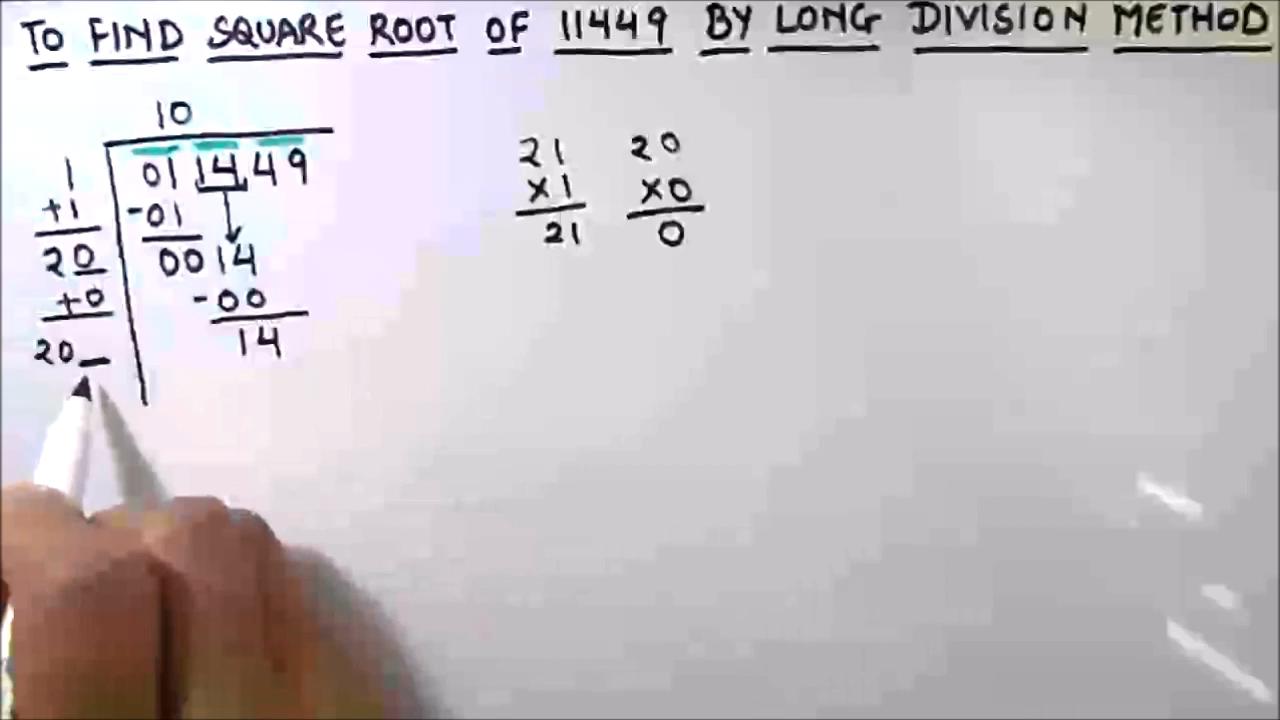 TO FIND SQUARE ROOT OF 11449 BY LONG DIVISION METHOD
10
1 01 14 49
+1 -01
20 0014
+0 -00
20_ 14
21 20
x1 x0
21 0